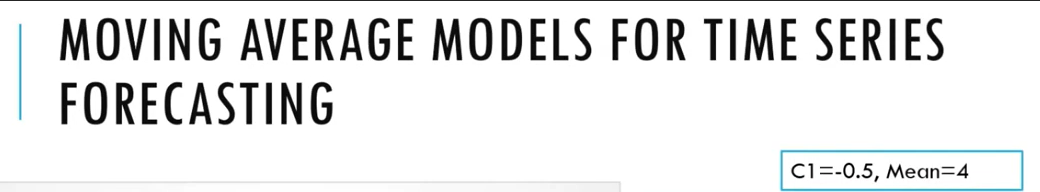 MOVING AVERAGE MODELS FOR TIME SERIES
FORECASTING
C1=-0.5, Mean=4